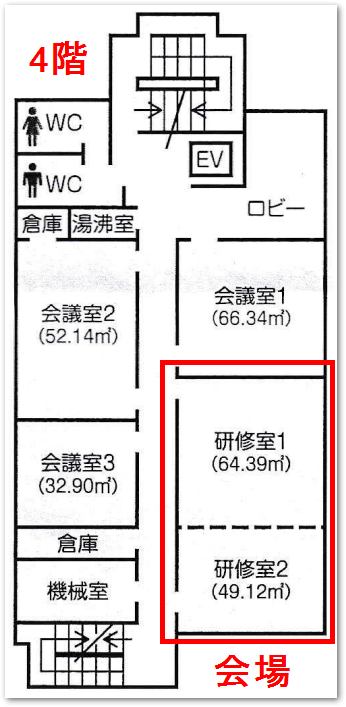 4階
WC
EV
WC
ロビー
倉庫
湯沸室
会議室1
(66.34㎡)
会議室2
(52.14㎡)
研修室1
(64.39㎡)
会議室3
(32.90㎡)
倉庫
研修室2
(49.12㎡)
機械室
会場